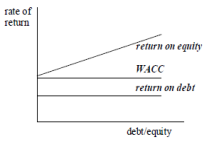 rate of
return
return on equity
WACC
return on debt
debt/equity